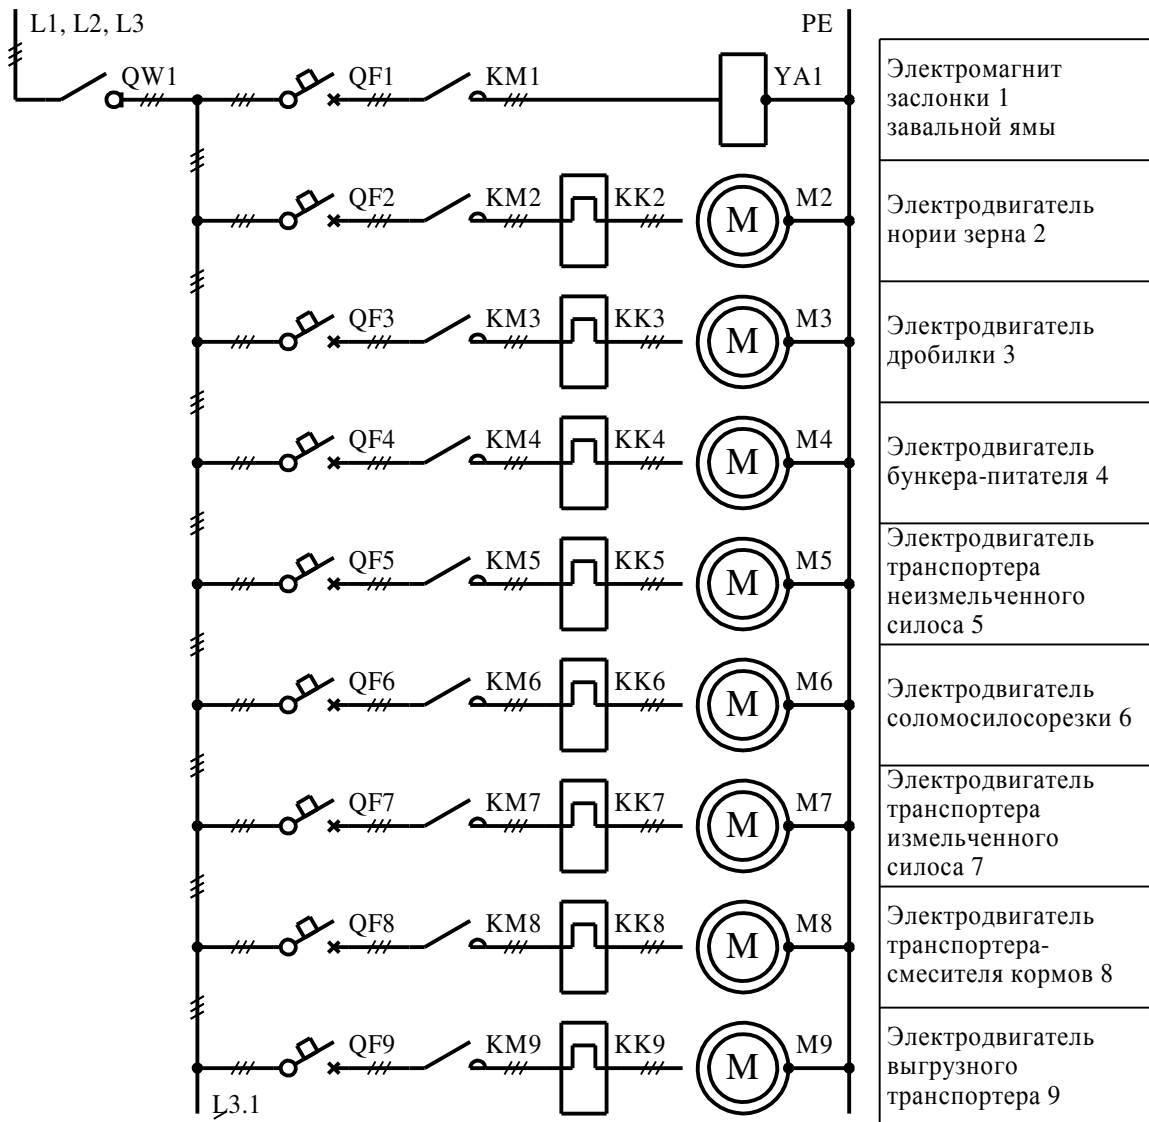 L1, L2, L3
PE
QW1
QF1
KM1
YA1
Электромагнит
заслонки 1
завальной ямы
QF2
KM2
KK2
M
M2
Электродвигатель
нории зерна 2
QF3
KM3
KK3
M
M3
Электродвигатель
дробилки 3
QF4
KM4
KK4
M
M4
Электродвигатель
бункера-питателя 4
QF5
KM5
KK5
M
M5
Электродвигатель
транспортера
неизмельченного
силоса 5
QF6
KM6
KK6
M
M6
Электродвигатель
соломосилосорезки 6
QF7
KM7
KK7
M
M7
Электродвигатель
транспортера
измельченного
силоса 7
QF8
KM8
KK8
M
M8
Электродвигатель
транспортера-
смесителя кормов 8
QF9
KM9
KK9
M
M9
Электродвигатель
выгрузного
транспортера 9
L3.1